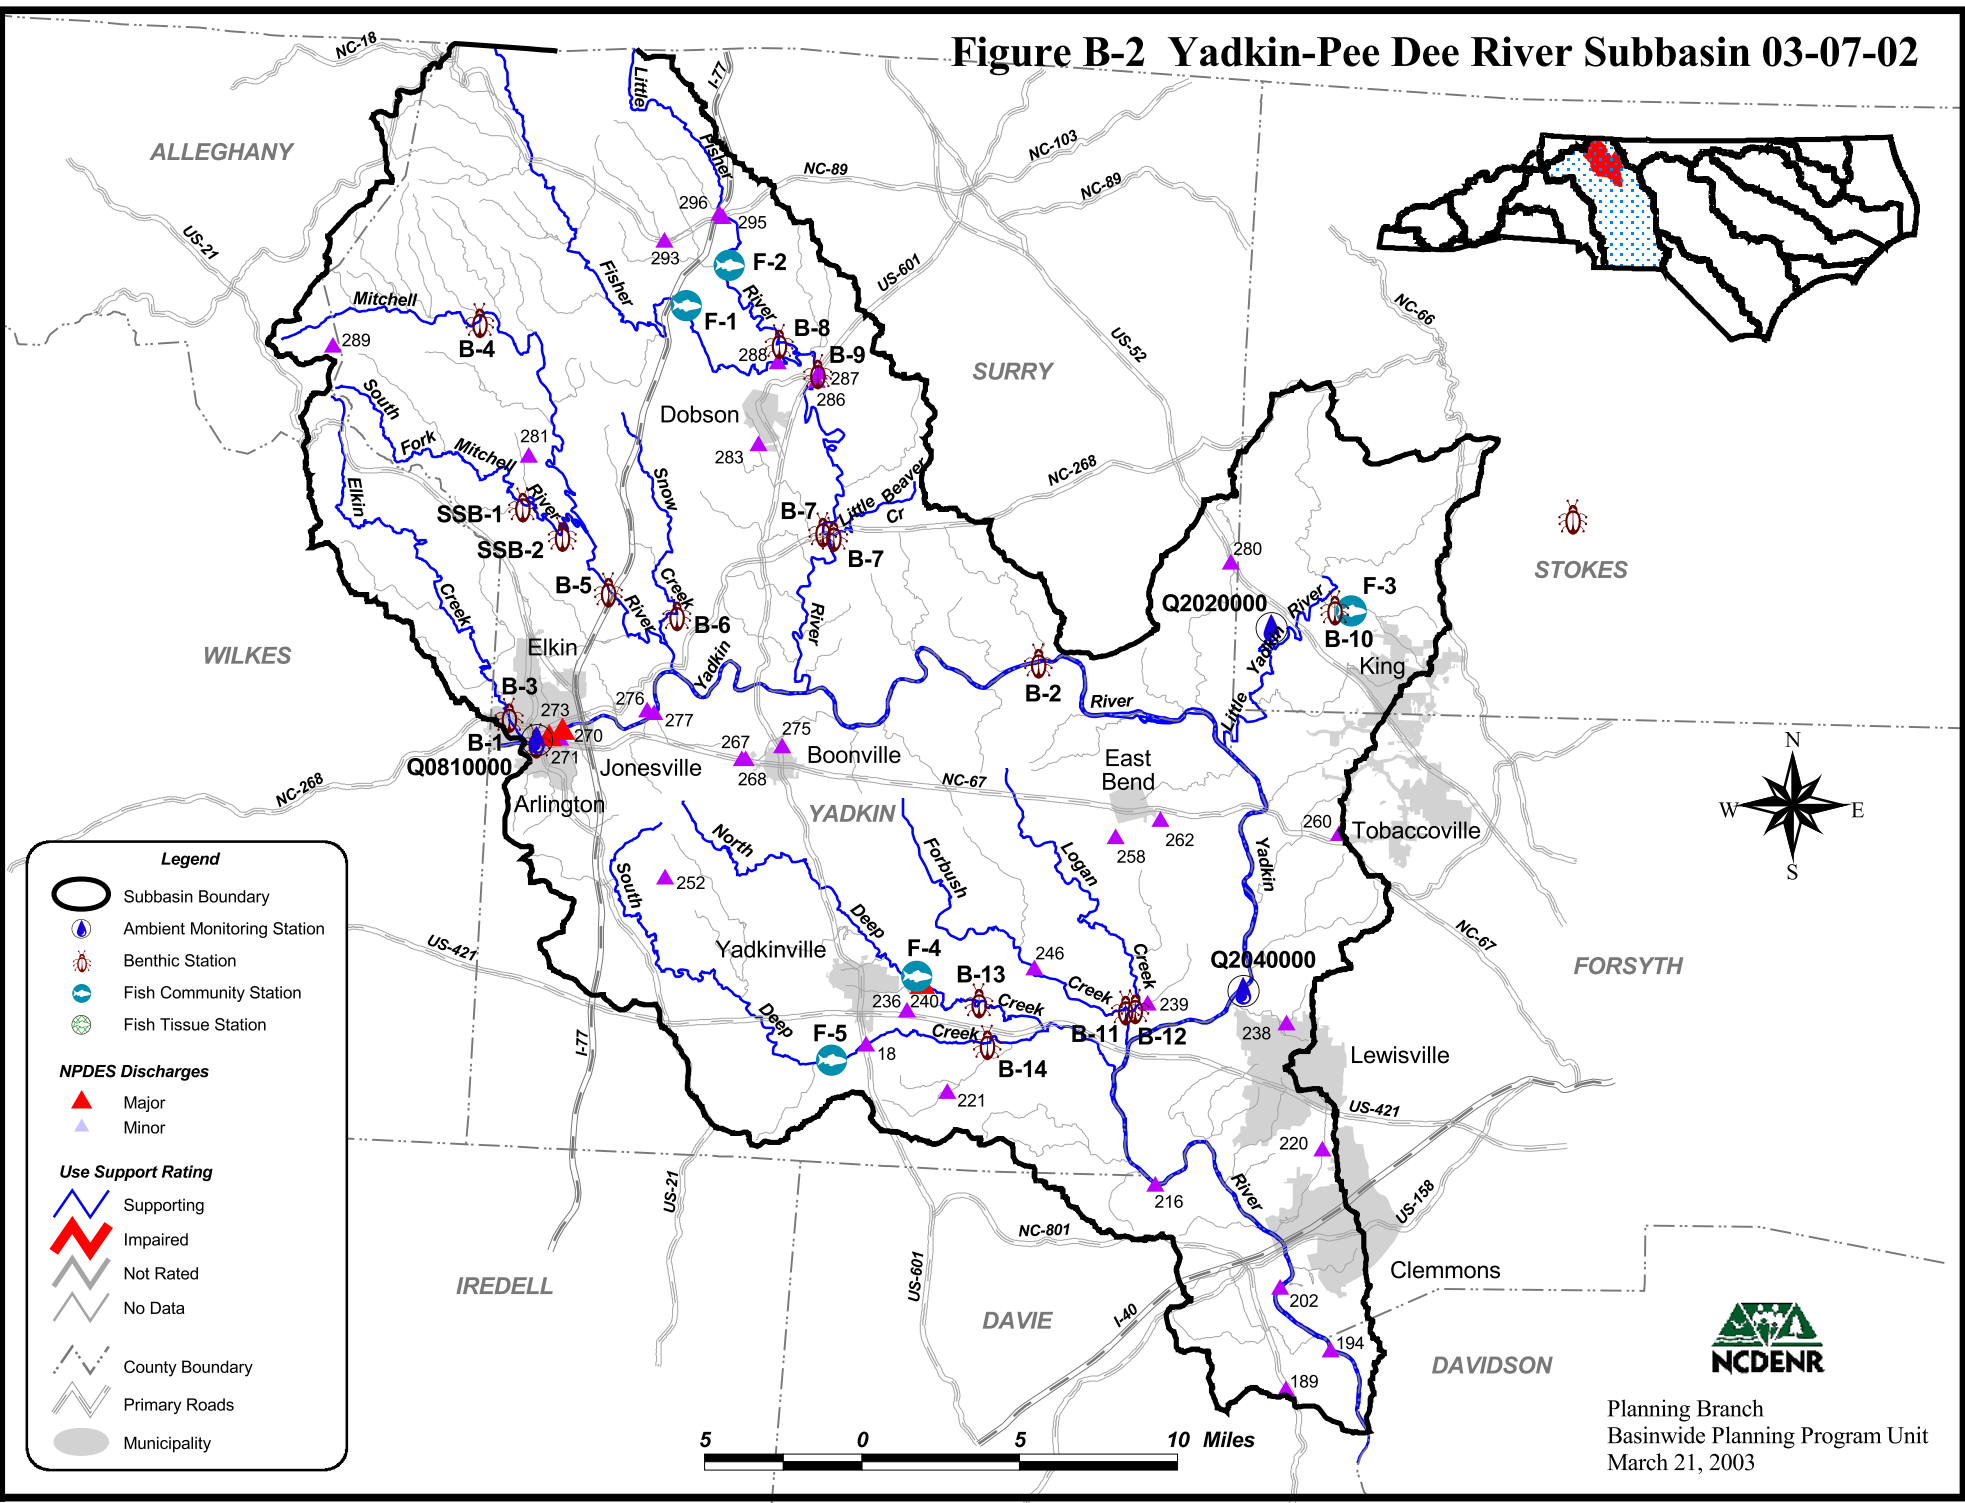 Figure B-2 Yadkin-Pee Dee River Subbasin 03-07-02
NC-18
I-77
Little
ALLEGHANY
Fisher
NC-89
NC-103
NC-89
US-21
296
295
293
F-2
US-601
Fisher
River
F-1
Mitchell
B-4
289
B-8
288
B-9
287
286
US-52
NC-66
SURRY
South
Fork
Mitchell
Dobson
281
283
Elkin
Snow
NC-268
Little Beaver
Cr
SSB-1
River
SSB-2
B-7
B-7
280
STOKES
B-5
River
Creek
Creek
B-6
River
Q2020000
River
F-3
B-10
Yadkin
King
Elkin
WILKES
Yadkin
B-2
River
Little
B-3
273
276
277
B-1
270
271
Q0810000
267
268
275
Boonville
Jonesville
East
Bend
NC-67
NC-268
Arlington
YADKIN
N
W
E
S
260
Tobaccoville
258
262
Yadkin
North
Forbush
Logan
South
252
Deep
Yadkinville
F-4
B-13
246
Creek
Creek
Creek
Q2040000
NC-67
FORSYTH
US-421
236
240
239
238
Deep
F-5
18
Creek
B-14
B-11
B-12
Lewisville
I-77
221
US-421
220
US-21
216
River
US-158
NC-801
US-601
IREDELL
DAVIE
I-40
Clemmons
202
194
189
DAVIDSON
Legend
Subbasin Boundary
Ambient Monitoring Station
Benthic Station
Fish Community Station
Fish Tissue Station
NPDES Discharges
Major
Minor
Use Support Rating
Supporting
Impaired
Not Rated
No Data
County Boundary
Primary Roads
Municipality
5 0 5 10 Miles
NCDENR
Planning Branch
Basinwide Planning Program Unit
March 21, 2003